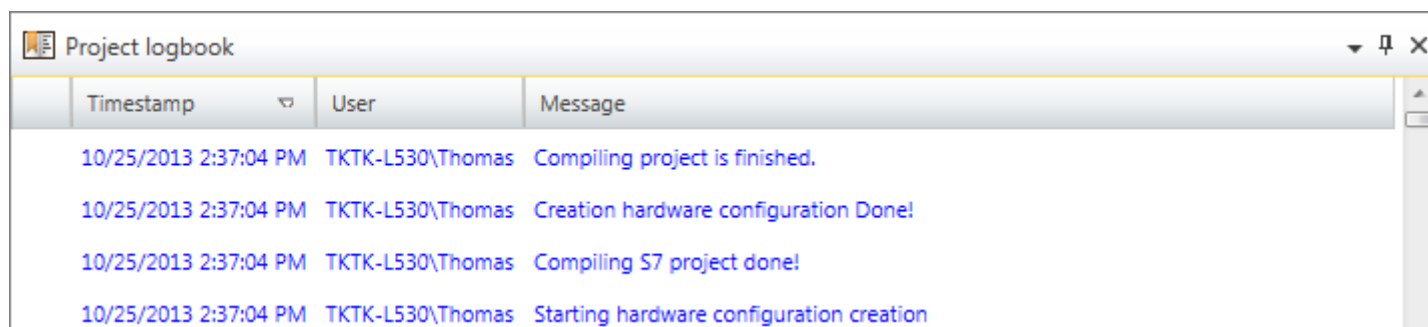 Project logbook
Timestamp User Message
10/25/2013 2:37:04 PM TKTK-L530\Thomas Compiling project is finished.
10/25/2013 2:37:04 PM TKTK-L530\Thomas Creation hardware configuration Done!
10/25/2013 2:37:04 PM TKTK-L530\Thomas Compiling S7 project done!
10/25/2013 2:37:04 PM TKTK-L530\Thomas Starting hardware configuration creation